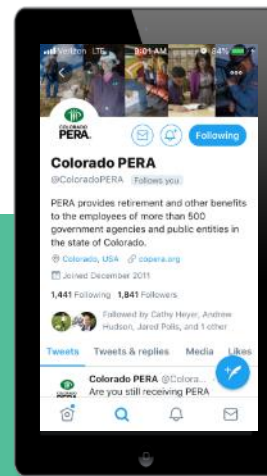 Verizon LTE 9:01 AM 84%
COLORADO
PERA
Following
Colorado PERA
@ColoradoPERA Follows you
PERA provides retirement and other benefits
to the employees of more than 500
government agencies and public entities in
the state of Colorado.
Colorado, USA copera.org
Joined December 2011
1,441 Following 1,841 Followers
Followed by Cathy Heyer, Andrew
Hudson, Jared Polis, and 1 other
Tweets Tweets & replies Media Likes
Colorado PERA @Colora...
Are you still receiving PERA